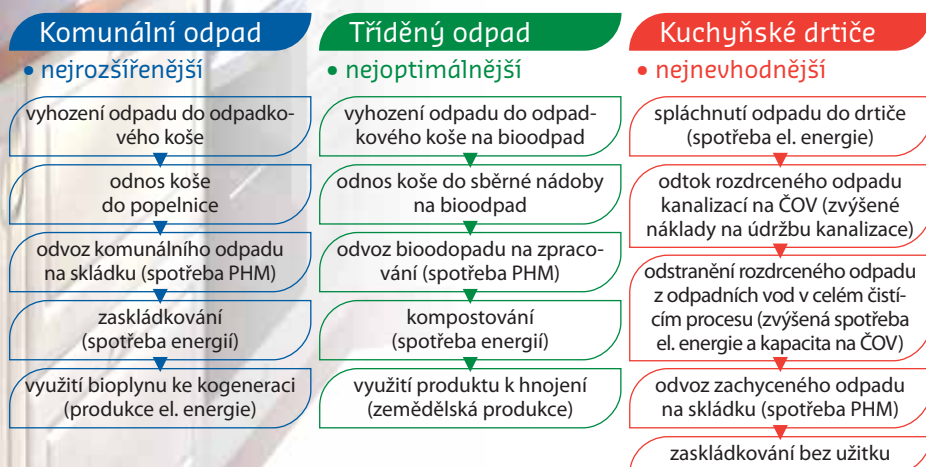 Komunální odpad
• nejrozšířenější
vyhození odpadu do odpadko-
vého koše
odnos koše
do popelnice
odvoz komunálního odpadu
na skládku (spotřeba PHM)
zaskládkování
(spotřeba energií)
využití bioplynu ke kogeneraci
(produkce el. energie)
Tříděný odpad
• nejoptimálnější
vyhození odpadu do odpad-
kového koše na bioodpad
odnos koše do sběrné nádoby
na bioodpad
odvoz bioodopadu na zpraco-
vání (spotřeba PHM)
kompostování
(spotřeba energií)
využití produktu k hnojení
(zemědělská produkce)
Kuchyňské drtiče
• nejnevhodnější
spláchnutí odpadu do drtiče
(spotřeba el. energie)
odtok rozdrceného odpadu
kanalizací na ČOV (zvýšené
náklady na údržbu kanalizace)
odstranění rozdrceného odpadu
z odpadních vod v celém čistí-
cím procesu (zvýšená spotřeba
el. energie a kapacita na ČOV)
odvoz zachyceného odpadu
na skládku (spotřeba PHM)
zaskládkování bez užitku